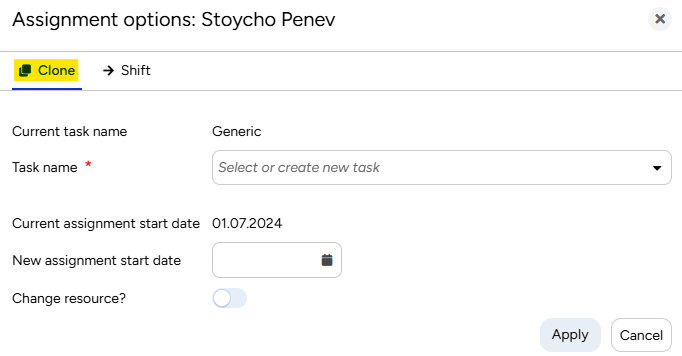 Assignment options: Stoycho Penev
Clone
Shift
Current task name Generic
Task name * Select or create new task
Current assignment start date 01.07.2024
New assignment start date
Change resource?
Apply Cancel